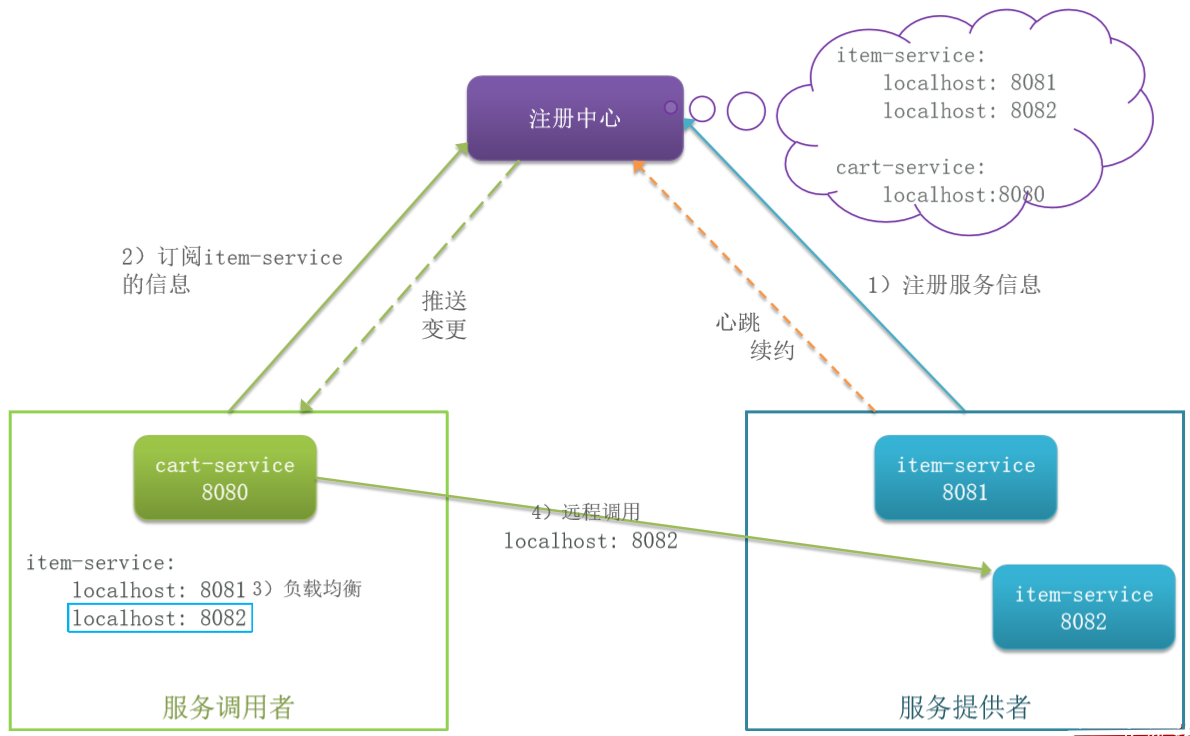 注册中心
item-service:
localhost: 8081
localhost: 8082
cart-service:
localhost:8080
2）订阅item-service
的信息
推送
变更
心跳
续约
1）注册服务信息
cart-service
8080
item-service:
localhost: 8081
3）负载均衡
localhost: 8082
服务调用者
4）远程调用
localhost: 8082
item-service
8081
item-service
8082
服务提供者